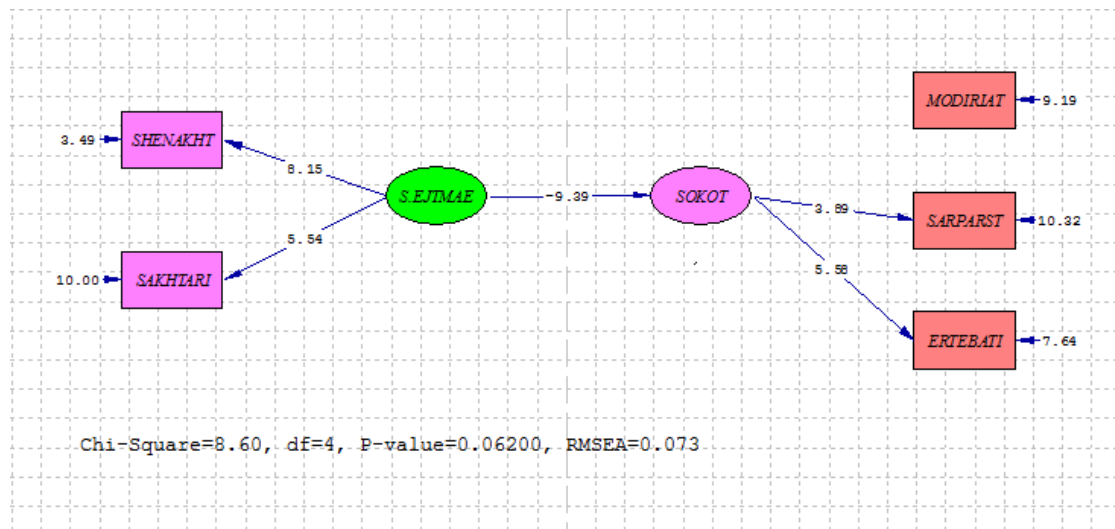 MODIRIAT
9.19
3.49
SHENAKHT
8.15
S.EJTMAE
-9.39
SOKOT
3.89
SARPARST
10.32
5.54
5.58
10.00
SAKHTARI
ERTEBATI
7.64
Chi-Square=8.60, df=4, P-value=0.06200, RMSEA=0.073